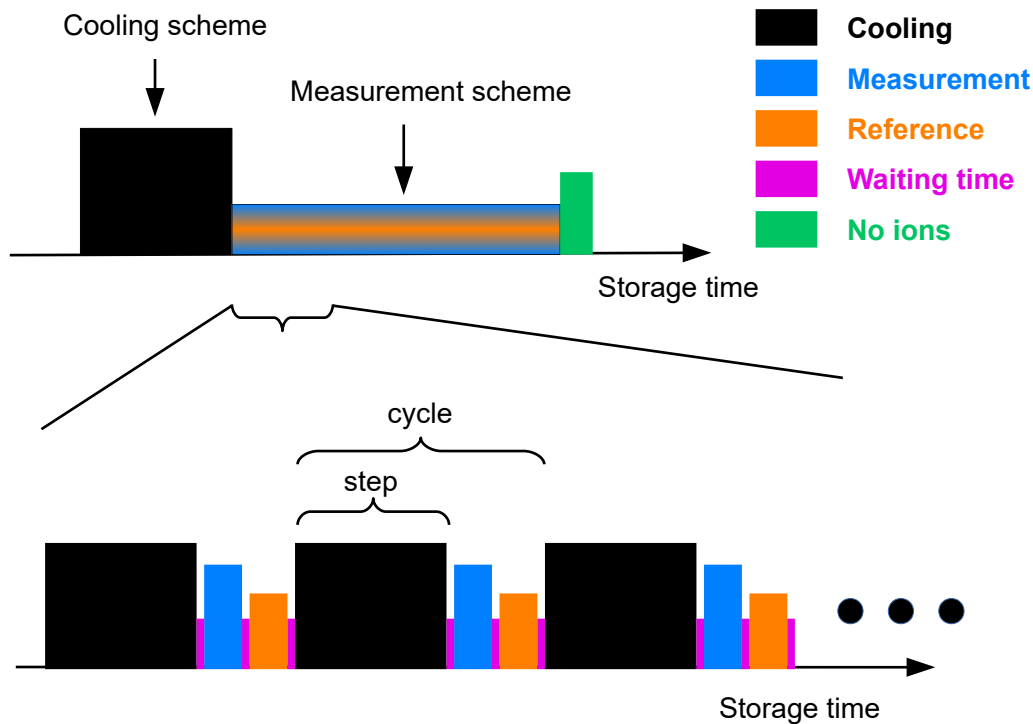 Cooling scheme
Measurement scheme
Cooling
Measurement
Reference
Waiting time
No ions
Storage time
cycle
step
Storage time